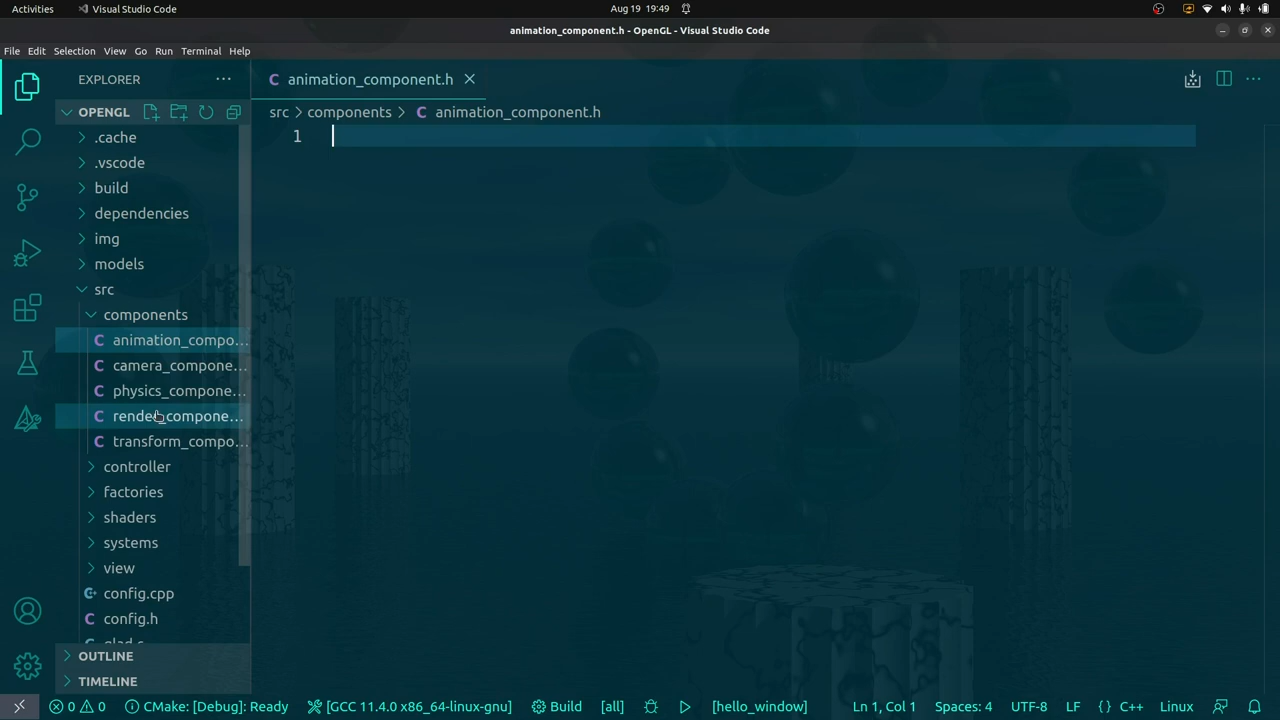 Activities
Visual Studio Code
Aug 19 19:49
animation_component.h - OpenGL - Visual Studio Code
File Edit Selection View Go Run Terminal Help
EXPLORER
animation_component.h
OPENGL
src > components > animation_component.h
1
.cache
.vscode
build
dependencies
img
models
src
components
animation_compo...
camera_compone...
physics_compone...
render_compone...
transform_compo...
controller
factories
shaders
systems
view
config.cpp
config.h
glad.c
OUTLINE
TIMELINE
0 0 CMake: [Debug]: Ready [GCC 11.4.0 x86_64-linux-gnu] Build [all] [hello_window] Ln 1, Col 1 Spaces: 4 UTF-8 LF {} C++ Linux